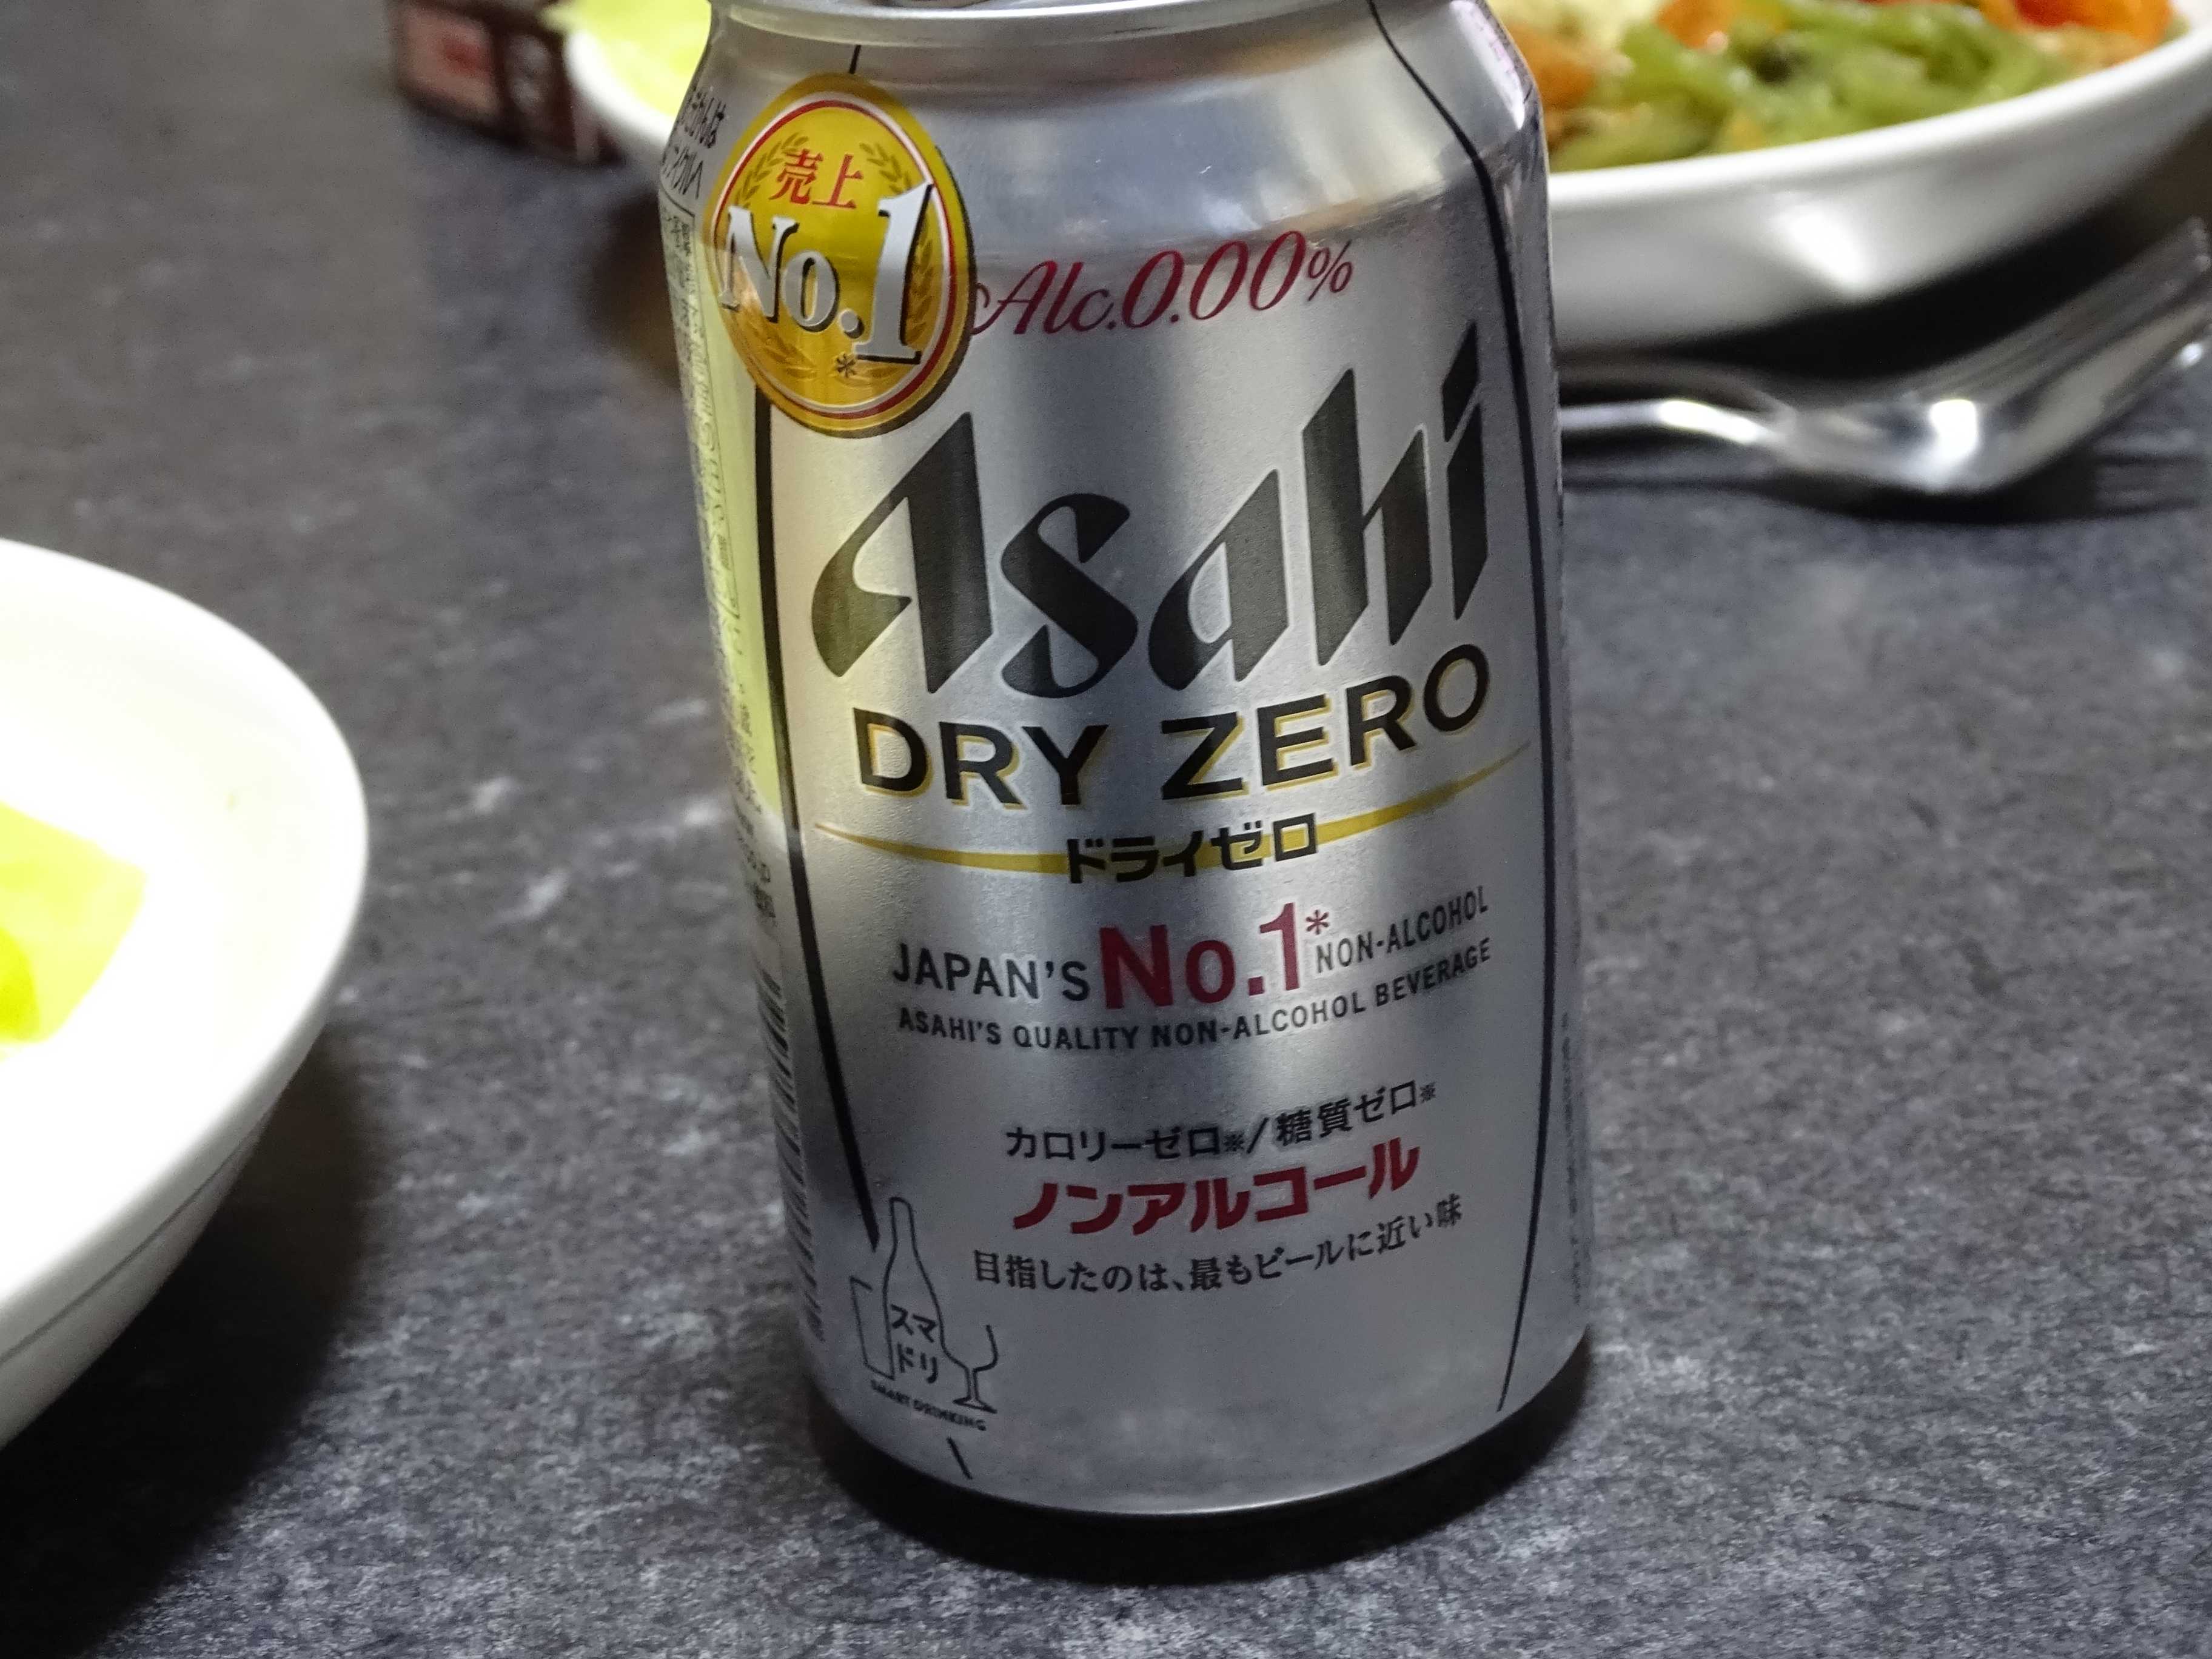 売上
No.1*
Alc.0.00%
Asahi
DRY ZERO
ドライゼロ
JAPAN'S No.1* NON-ALCOHOL
ASAHI'S QUALITY NON-ALCOHOL BEVERAGE
カロリーゼロ※/糖質ゼロ※
ノンアルコール
目指したのは、最もビールに近い味
スマ
ドリ
SMART DRINKING